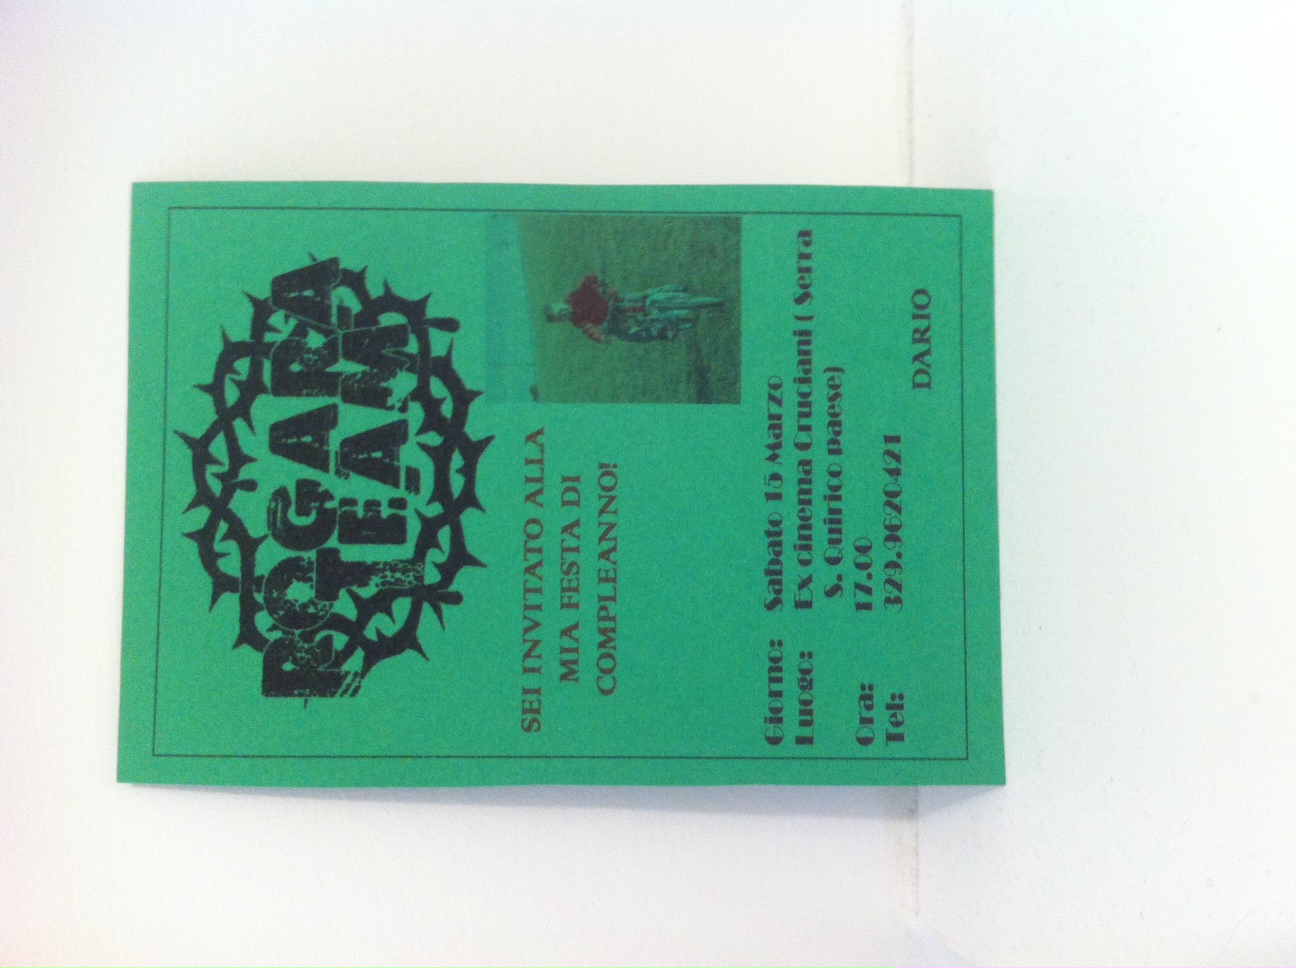 ROGARA
TEAM
SEI INVITATO ALLA
MIA FESTA DI
COMPLEANNO!
Giorno: Sabato 15 Marzo
Luogo: Ex cinema Cruciani ( Serra
S. Quirico paese)
Ora: 17.00
Tel: 329.9620421
DARIO